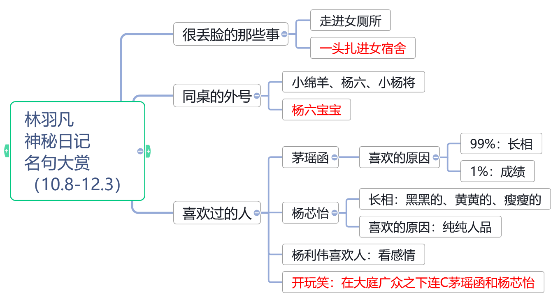 林羽凡
神秘日记
名句大赏
（10.8-12.3）
很丢脸的那些事
走进女厕所
一头扎进女宿舍
同桌的外号
小绵羊、杨六、小杨将
杨六宝宝
喜欢过的人
茅瑶函
喜欢的原因
99%：长相
1%：成绩
杨芯怡
长相：黑黑的、黄黄的、瘦瘦的
喜欢的原因：纯纯人品
杨利伟喜欢人：看感情
开玩笑：在大庭广众之下连C茅瑶函和杨芯怡